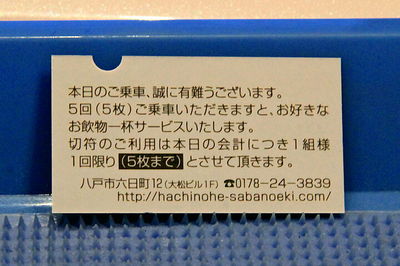 本日のご乗車、誠に有難うございます。
5回(5枚)ご乗車いただきますと、お好きな
お飲物一杯サービスいたします。
切符のご利用は本日の会計につき1組様
1回限り(5枚まで)とさせて頂きます。
八戸市六日町12(大松ビル1F) ☎0178-24-3839
http://hachinohe-sabanoeki.com/